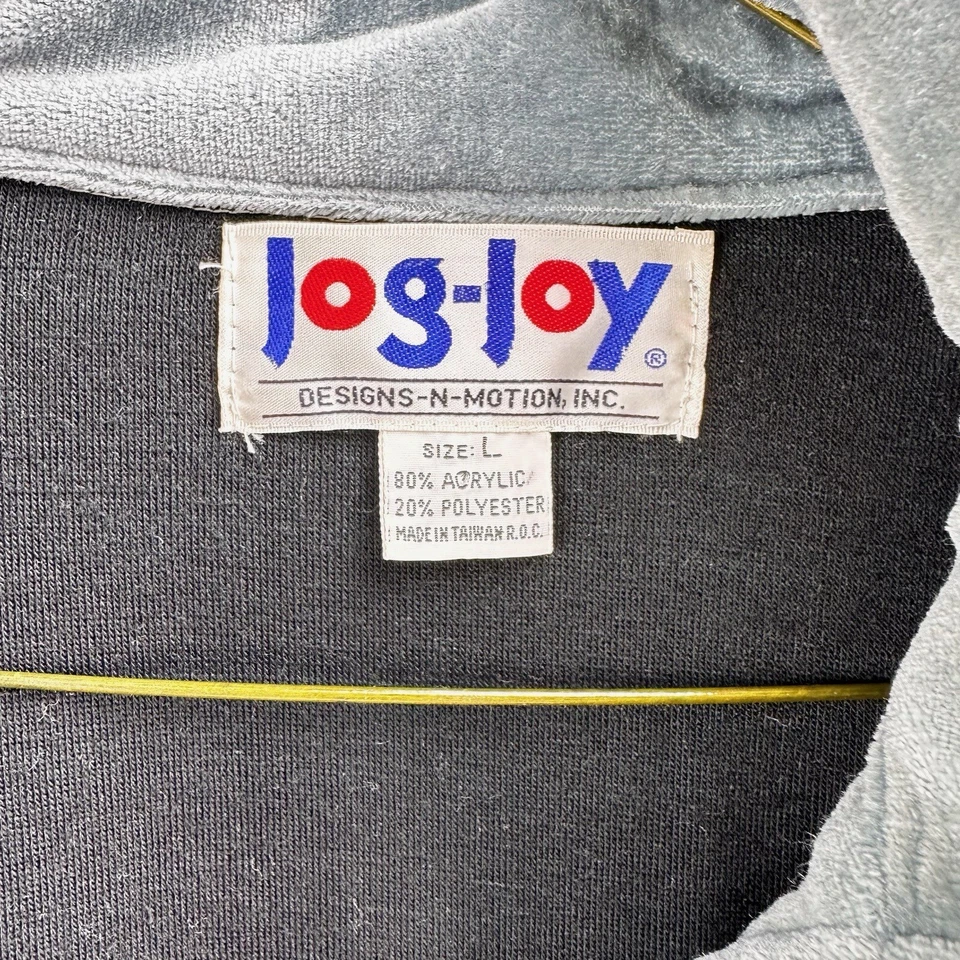 Jog-Joy ®
DESIGNS-N-MOTION, INC.
SIZE: L
80% ACRYLIC/
20% POLYESTER
MADE IN TAIWAN R.O.C.